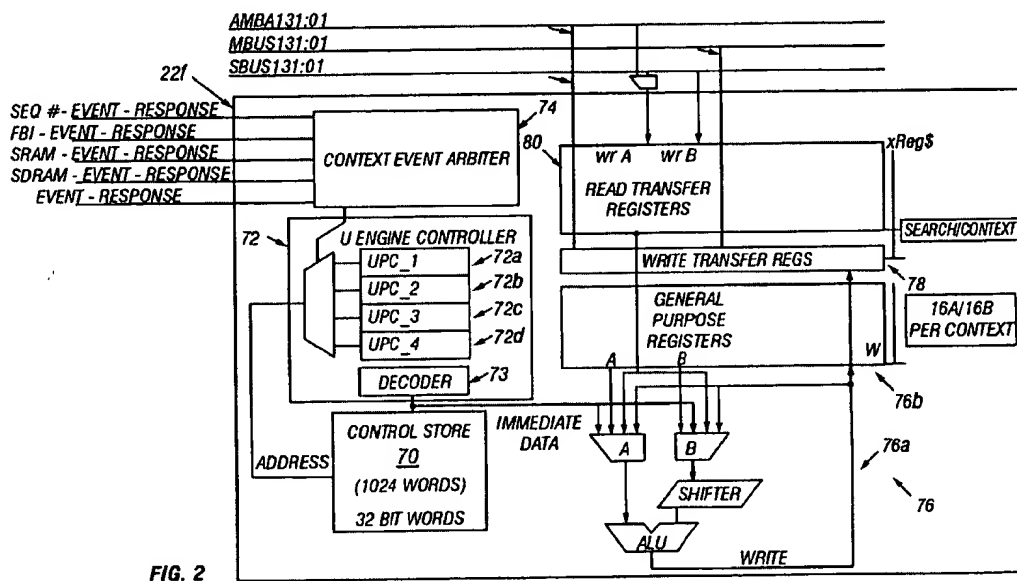 AMBA131:01
MBUS131:01
SBUS131:01
22f
SEQ #- EVENT - RESPONSE
FBI - EVENT - RESPONSE
SRAM - EVENT - RESPONSE
SDRAM - EVENT - RESPONSE
EVENT - RESPONSE
CONTEXT EVENT ARBITER
74
80
wr A wr B
READ TRANSFER
REGISTERS
xReg$
SEARCH/CONTEXT
WRITE TRANSFER REGS
78
72
U ENGINE CONTROLLER
UPC_1
72a
UPC_2
72b
UPC_3
72c
UPC_4
72d
DECODER
73
GENERAL
PURPOSE
REGISTERS
A B W
16A/16B
PER CONTEXT
76b
CONTROL STORE
70
(1024 WORDS)
32 BIT WORDS
ADDRESS
IMMEDIATE
DATA
A B
SHIFTER
ALU
WRITE
76a
76
FIG. 2